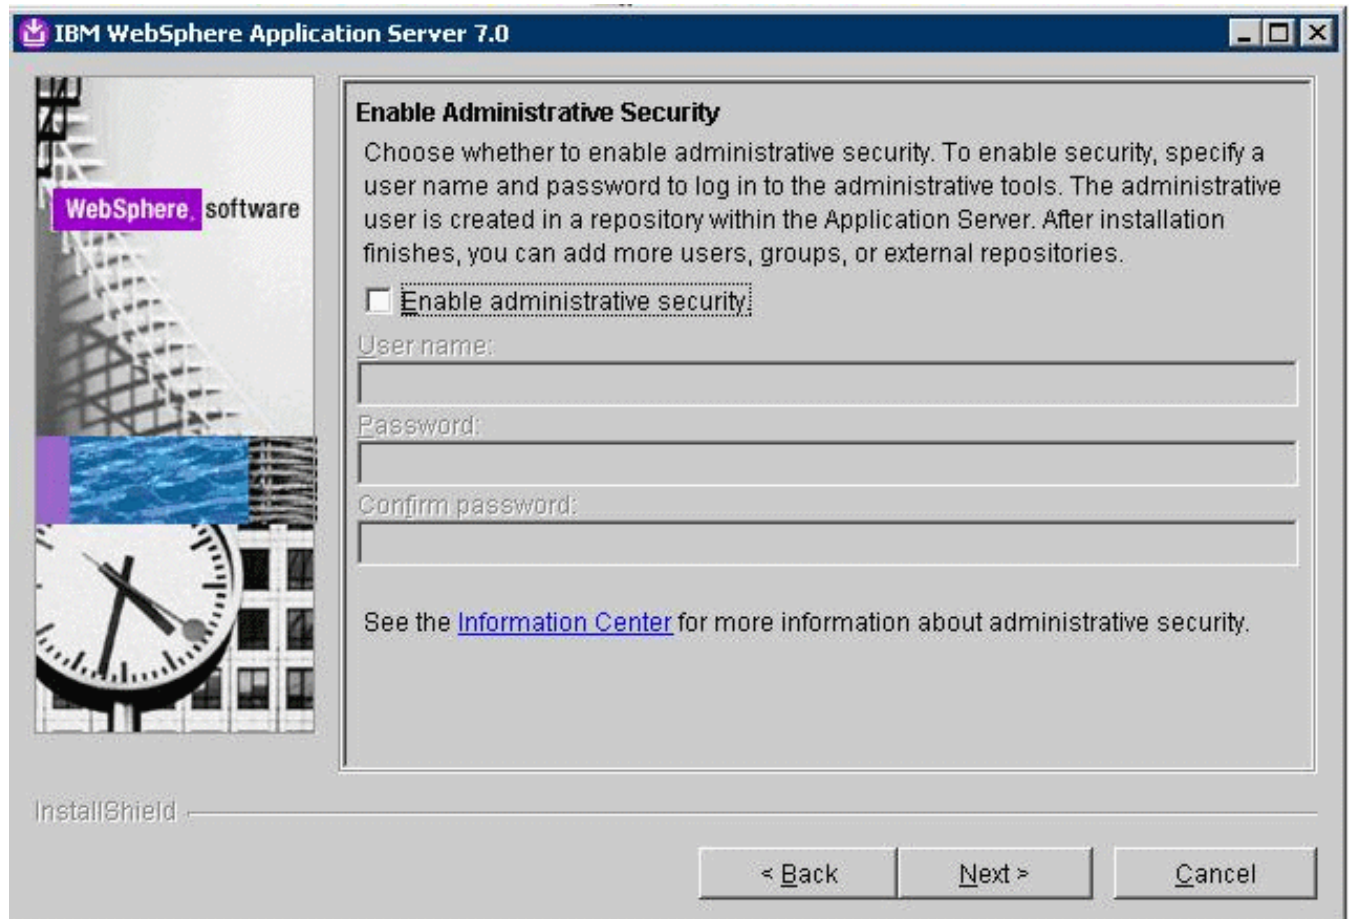 IBM WebSphere Application Server 7.0
WebSphere. software
Enable Administrative Security
Choose whether to enable administrative security. To enable security, specify a
user name and password to log in to the administrative tools. The administrative
user is created in a repository within the Application Server. After installation
finishes, you can add more users, groups, or external repositories.
Enable administrative security.
User name:
Password:
Confirm password:
See the Information Center for more information about administrative security.
InstallShield
< Back
Next >
Cancel